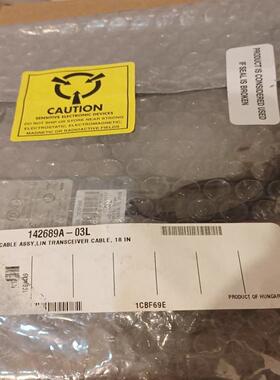 CAUTION
SENSITIVE ELECTRONIC DEVICES
DO NOT SHIP OR STORE NEAR STRONG
ELECTROSTATIC, ELECTROMAGNETIC,
MAGNETIC OR RADIOACTIVE FIELDS
PRODUCT IS CONSIDERED USED
IF SEAL IS BROKEN
142689A-03L
CABLE ASSY,LIN TRANSCEIVER CABLE, 18 IN
1C8F69E
PRODUCT OF HUNGAR